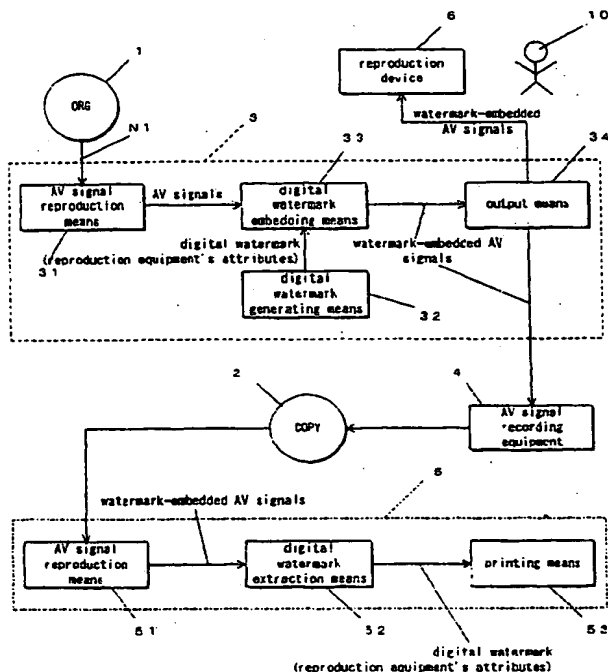 1
ORG
N1
6
reproduction
device
10
watermark-embedded
AV signals
3
33
34
AV signal
reproduction
means
AV signals
digital
watermark
embedding means
output means
31
digital watermark
(reproduction equipment's attributes)
watermark-embedded AV
signals
digital
watermark
generating means
32
2
COPY
4
AV signal
recording
equipment
watermark-embedded AV signals
AV signal
reproduction
means
digital
watermark
extraction means
printing means
51
52
53
digital watermark
(reproduction equipment's attributes)